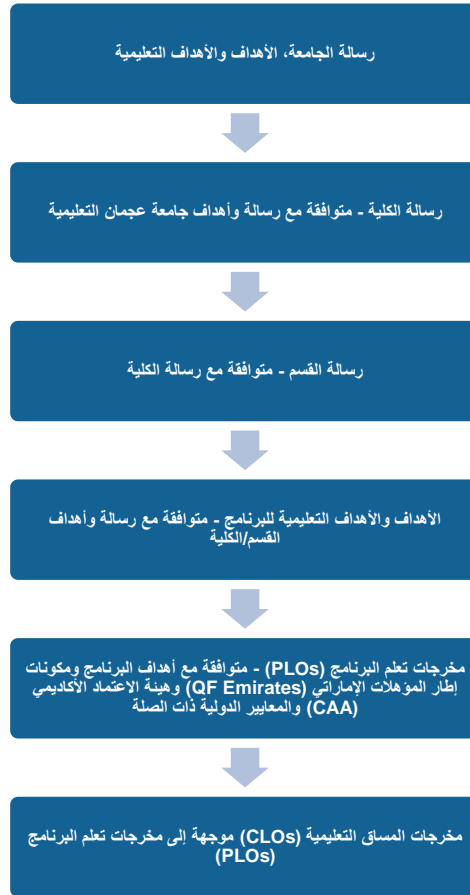 رسالة الجامعة، الأهداف والأهداف التعليمية
رسالة الكلية - متوافقة مع رسالة وأهداف جامعة عجمان التعليمية
رسالة القسم - متوافقة مع رسالة الكلية
الأهداف والأهداف التعليمية للبرنامج - متوافقة مع رسالة وأهداف
القسم/الكلية
مخرجات تعلم البرنامج (PLOs) - متوافقة مع أهداف البرنامج ومكونات
إطار المؤهلات الإماراتي (QF Emirates) وهيئة الاعتماد الأكاديمي
(CAA) والمعايير الدولية ذات الصلة
مخرجات المساق التعليمية (CLOs) موجهة إلى مخرجات تعلم البرنامج
(PLOs)